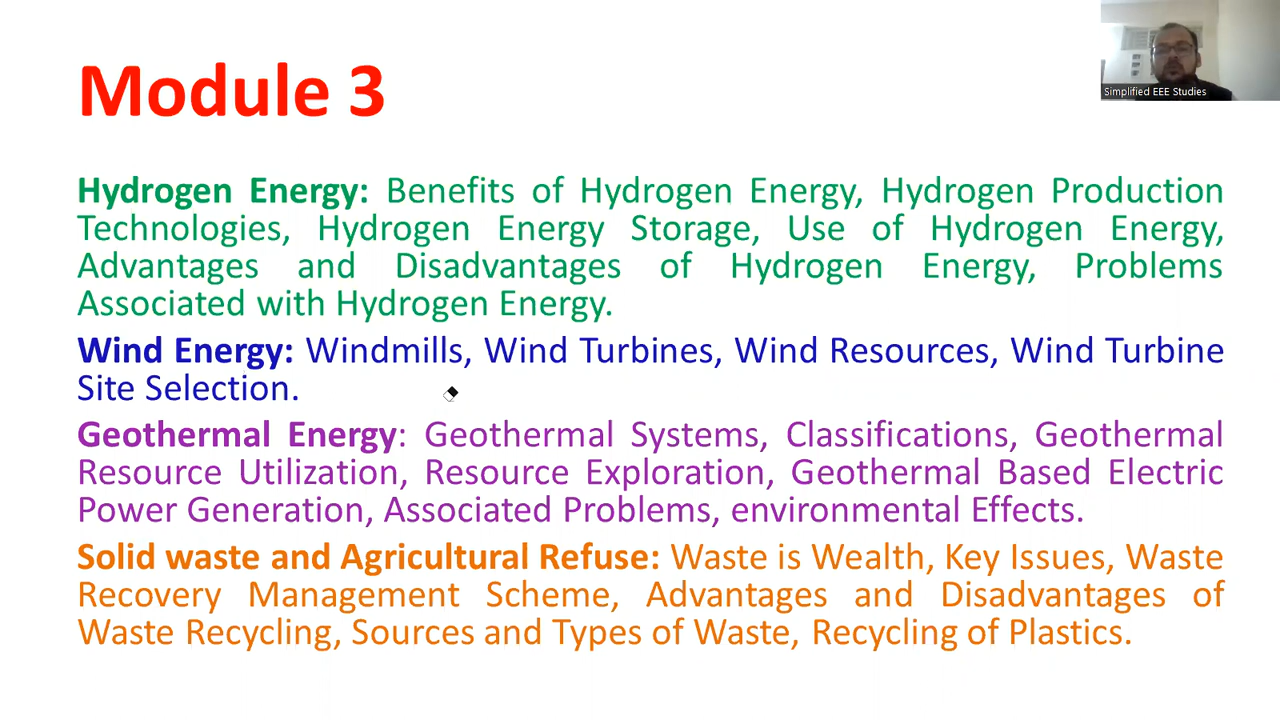 Module 3
Simplified EEE Studies
Hydrogen Energy: Benefits of Hydrogen Energy, Hydrogen Production
Technologies, Hydrogen Energy Storage, Use of Hydrogen Energy,
Advantages and Disadvantages of Hydrogen Energy, Problems
Associated with Hydrogen Energy.
Wind Energy: Windmills, Wind Turbines, Wind Resources, Wind Turbine
Site Selection.
Geothermal Energy: Geothermal Systems, Classifications, Geothermal
Resource Utilization, Resource Exploration, Geothermal Based Electric
Power Generation, Associated Problems, environmental Effects.
Solid waste and Agricultural Refuse: Waste is Wealth, Key Issues, Waste
Recovery Management Scheme, Advantages and Disadvantages of
Waste Recycling, Sources and Types of Waste, Recycling of Plastics.